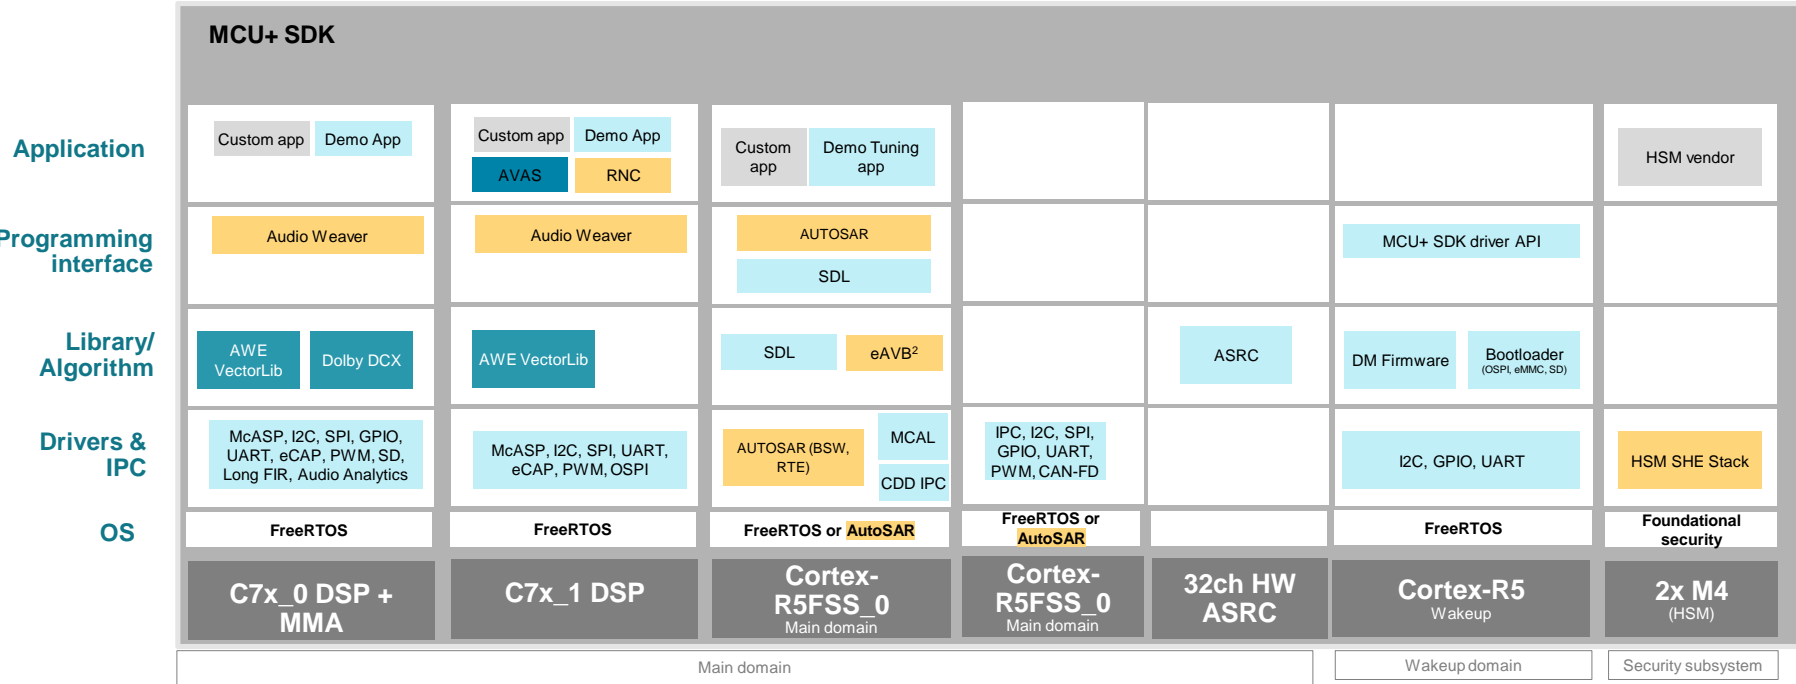 MCU+ SDK
Application
Custom app
Demo App
Custom app
Demo App
AVAS
RNC
Custom
app
Demo Tuning
app
HSM vendor
Programming
interface
Audio Weaver
Audio Weaver
AUTOSAR
SDL
MCU+ SDK driver API
Library/
Algorithm
AWE
VectorLib
Dolby DCX
AWE VectorLib
SDL
eAVB²
ASRC
DM Firmware
Bootloader
(OSPI, eMMC, SD)
Drivers &
IPC
McASP, I2C, SPI, GPIO,
UART, eCAP, PWM, SD,
Long FIR, Audio Analytics
McASP, I2C, SPI, UART,
eCAP, PWM, OSPI
AUTOSAR (BSW,
RTE)
MCAL
CDD IPC
IPC, I2C, SPI,
GPIO, UART,
PWM, CAN-FD
I2C, GPIO, UART
HSM SHE Stack
OS
FreeRTOS
FreeRTOS
FreeRTOS or AutoSAR
FreeRTOS or
AutoSAR
FreeRTOS
Foundational
security
C7x_0 DSP +
MMA
C7x_1 DSP
Cortex-
R5FSS_0
Main domain
Cortex-
R5FSS_0
Main domain
32ch HW
ASRC
Cortex-R5
Wakeup
2x M4
(HSM)
Main domain
Wakeup domain
Security subsystem